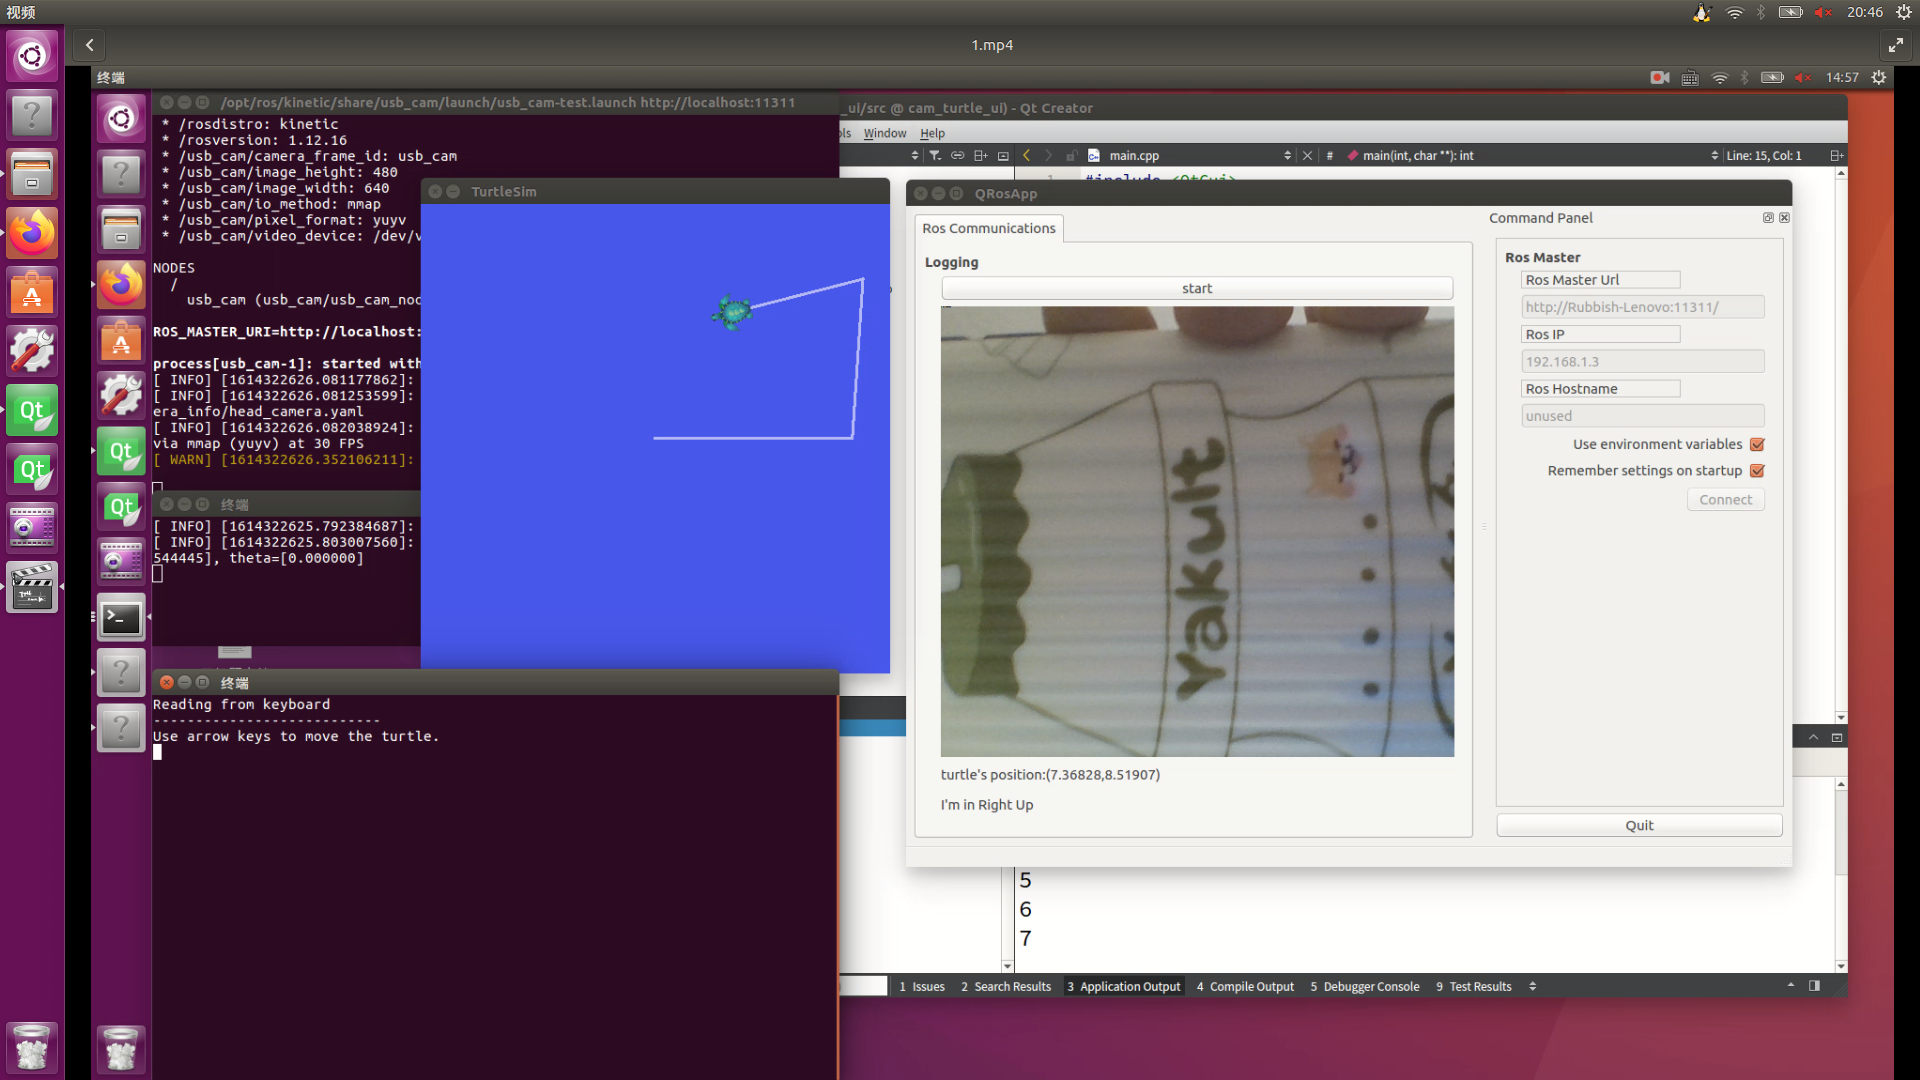 视频
20:46
1.mp4
终端
14:57
/opt/ros/kinetic/share/usb_cam/launch/usb_cam-test.launch http://localhost:11311
* /rosdistro: kinetic
* /rosversion: 1.12.16
* /usb_cam/camera_frame_id: usb_cam
* /usb_cam/image_height: 480
* /usb_cam/image_width: 640
* /usb_cam/io_method: mmap
* /usb_cam/pixel_format: yuyv
* /usb_cam/video_device: /dev/v
NODES
/
usb_cam (usb_cam/usb_cam_noc
ROS_MASTER_URI=http://localhost:
process[usb_cam-1]: started with
[ INFO] [1614322626.081177862]:
[ INFO] [1614322626.081253599]:
era_info/head_camera.yaml
[ INFO] [1614322626.082038924]:
via mmap (yuyv) at 30 FPS
[ WARN] [1614322626.352106211]:
终端
[ INFO] [1614322625.792384687]:
[ INFO] [1614322625.803007560]:
544445], theta=[0.000000]
终端
Reading from keyboard
---------------------------
Use arrow keys to move the turtle.
TurtleSim
_ui/src @ cam_turtle_ui) - Qt Creator
ols Window Help
main.cpp
# main(int, char **): int
Line: 15, Col: 1
1 #include <QtGui>
QRosApp
Ros Communications
Logging
start
Yakult
turtle's position:(7.36828,8.51907)
I'm in Right Up
Command Panel
Ros Master
Ros Master Url
http://Rubbish-Lenovo:11311/
Ros IP
192.168.1.3
Ros Hostname
unused
Use environment variables
Remember settings on startup
Connect
Quit
5
6
7
1 Issues 2 Search Results 3 Application Output 4 Compile Output 5 Debugger Console 9 Test Results